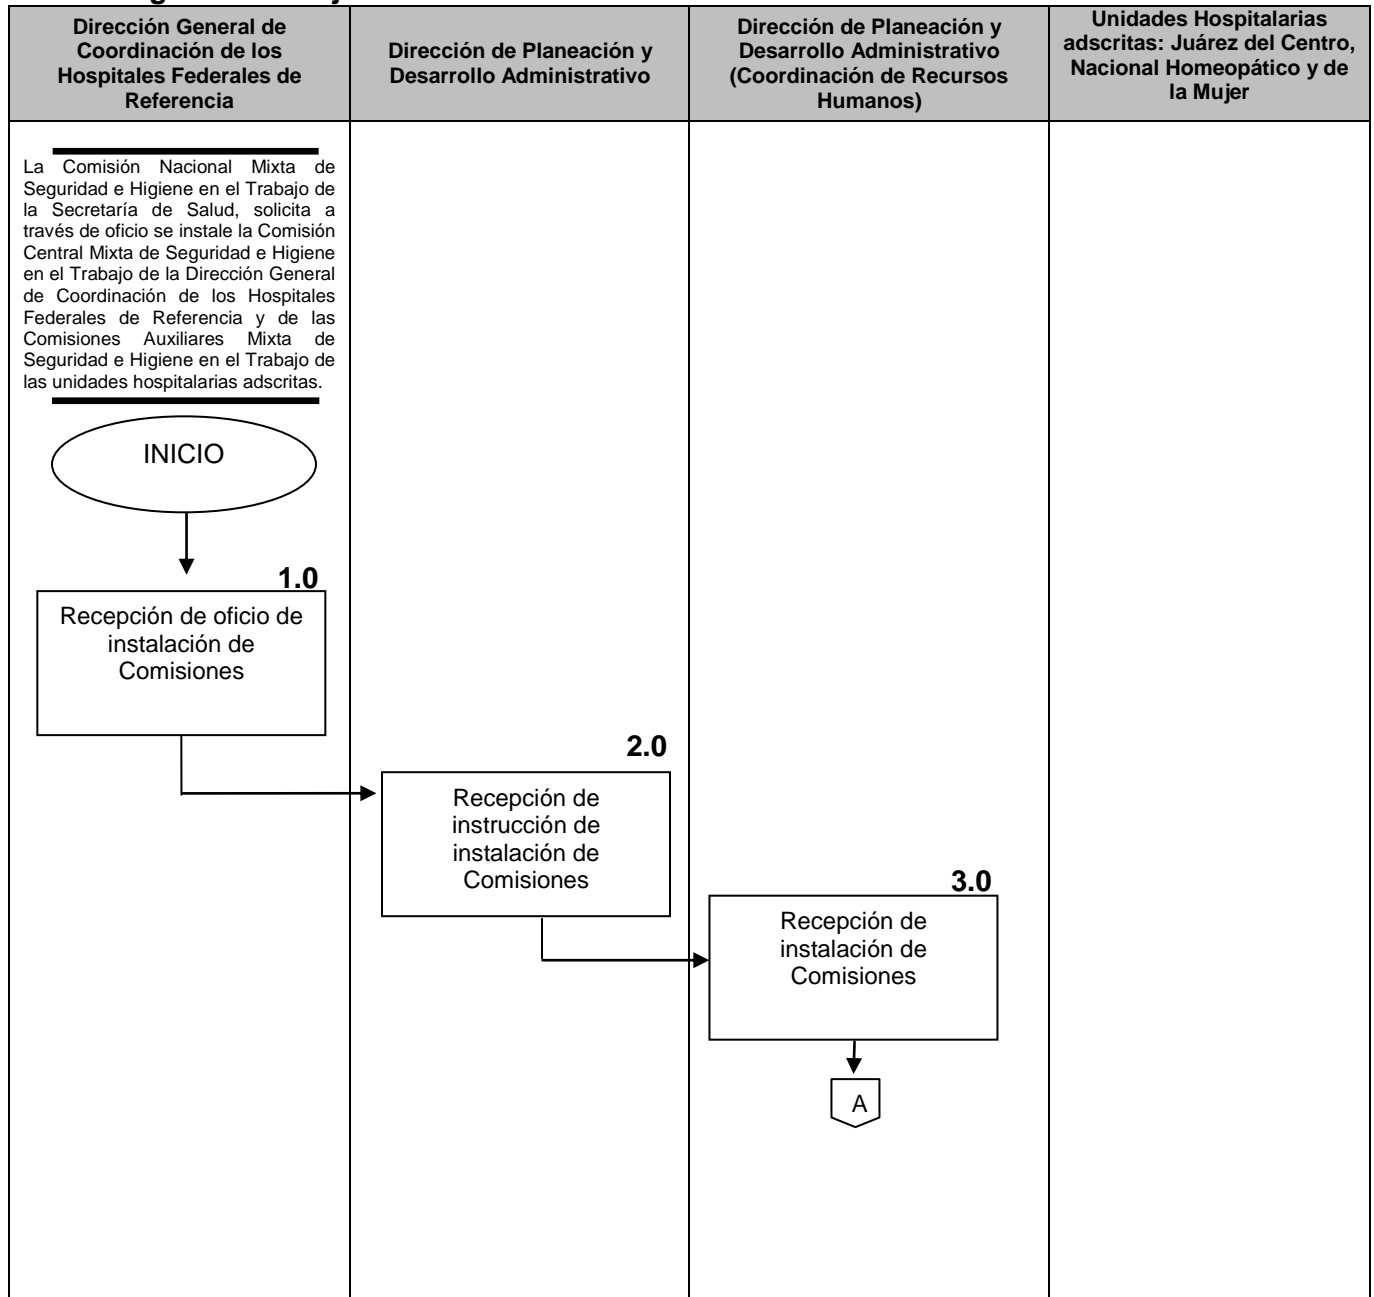 Dirección General de
Coordinación de los
Hospitales Federales de
Referencia
Dirección de Planeación y
Desarrollo Administrativo
Dirección de Planeación y
Desarrollo Administrativo
(Coordinación de Recursos
Humanos)
Unidades Hospitalarias
adscritas: Juárez del Centro,
Nacional Homeopático y de
la Mujer
La Comisión Nacional Mixta de
Seguridad e Higiene en el Trabajo de
la Secretaría de Salud, solicita a
través de oficio se instale la Comisión
Central Mixta de Seguridad e Higiene
en el Trabajo de la Dirección General
de Coordinación de los Hospitales
Federales de Referencia y de las
Comisiones Auxiliares Mixta de
Seguridad e Higiene en el Trabajo de
las unidades hospitalarias adscritas.
INICIO
1.0
Recepción de oficio de
instalación de
Comisiones
2.0
Recepción de
instrucción de
instalación de
Comisiones
3.0
Recepción de
instalación de
Comisiones
A